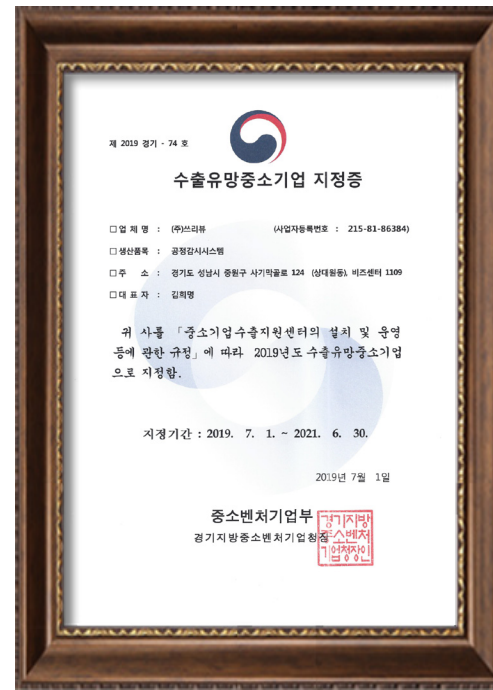 제 2019 경기 - 74 호
수출유망중소기업 지정증
□ 업 체 명 : (주)쓰리뷰 (사업자등록번호 : 215-81-86384)
□ 생산품목 : 공정감시시스템
□ 주 소 : 경기도 성남시 중원구 사기막골로 124 (상대원동), 비즈센터 1109
□ 대 표 자 : 김희명
위 사를 「중소기업수출지원센터의 설치 및 운영
등에 관한 규정」에 따라 2019년도 수출유망중소기업
으로 지정함.
지정기간 : 2019. 7. 1. ~ 2021. 6. 30.
2019년 7월 1일
중소벤처기업부
경기지방중소벤처기업청장
경기지방
중소벤처
기업청장인